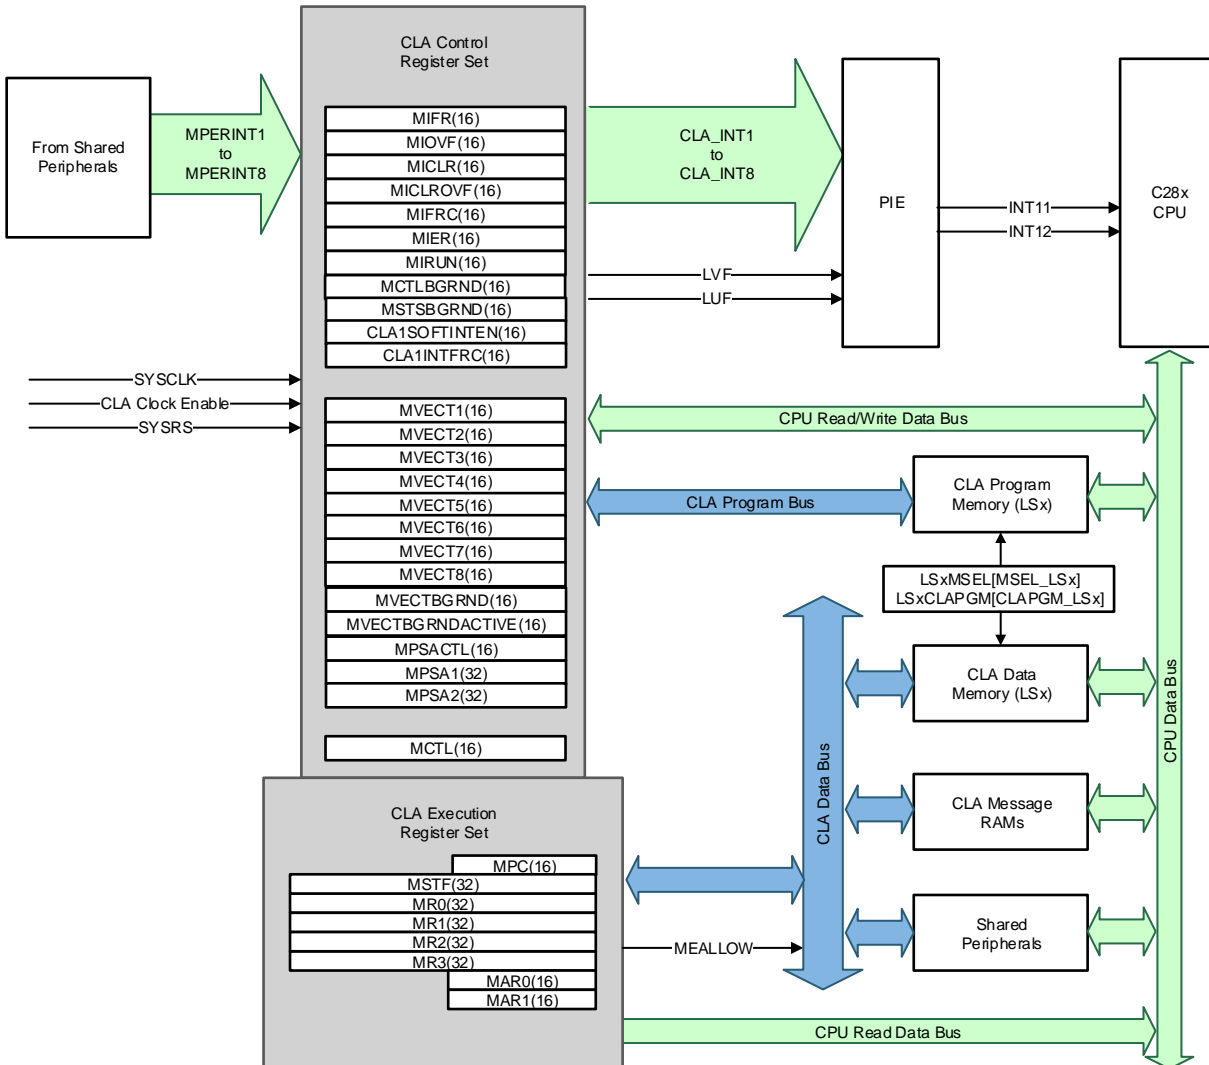 CLA Control
Register Set
From Shared
Peripherals
MPERINT1
to
MPERINT8
MIFR(16)
MIOVF(16)
MICLR(16)
MICLROVF(16)
MIFRC(16)
MIER(16)
MIRUN(16)
MCTLBGRND(16)
MSTSBGRND(16)
CLA1SOFTINTEN(16)
CLA1INTFRC(16)
CLA_INT1
to
CLA_INT8
LVF
LUF
PIE
INT11
INT12
C28x
CPU
SYSCLK
CLA Clock Enable
SYSRS
MVECT1(16)
MVECT2(16)
MVECT3(16)
MVECT4(16)
MVECT5(16)
MVECT6(16)
MVECT7(16)
MVECT8(16)
MVECTBGRND(16)
MVECTBGRNDACTIVE(16)
MPSACTL(16)
MPSA1(32)
MPSA2(32)
MCTL(16)
CPU Read/Write Data Bus
CLA Program Bus
CLA Program
Memory (LSx)
LSxMSEL[MSEL_LSx]
LSxCLAPGM[CLAPGM_LSx]
CLA Data
Memory (LSx)
CLA Message
RAMs
Shared
Peripherals
CLA Data Bus
CPU Data Bus
CLA Execution
Register Set
MPC(16)
MSTF(32)
MR0(32)
MR1(32)
MR2(32)
MR3(32)
MAR0(16)
MAR1(16)
MEALLOW
CPU Read Data Bus